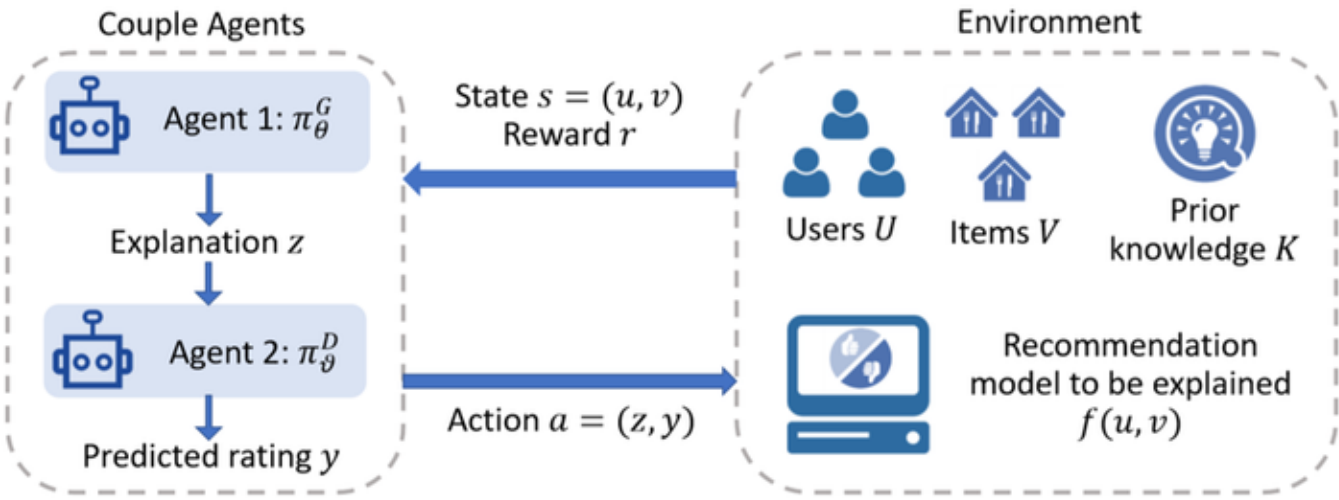 Couple Agents
Agent 1: π_θ^G
Explanation z
Agent 2: π_ϑ^D
Predicted rating y
State s = (u, v)
Reward r
Action a = (z, y)
Environment
Users U
Items V
Prior
knowledge K
Recommendation
model to be explained
f(u, v)